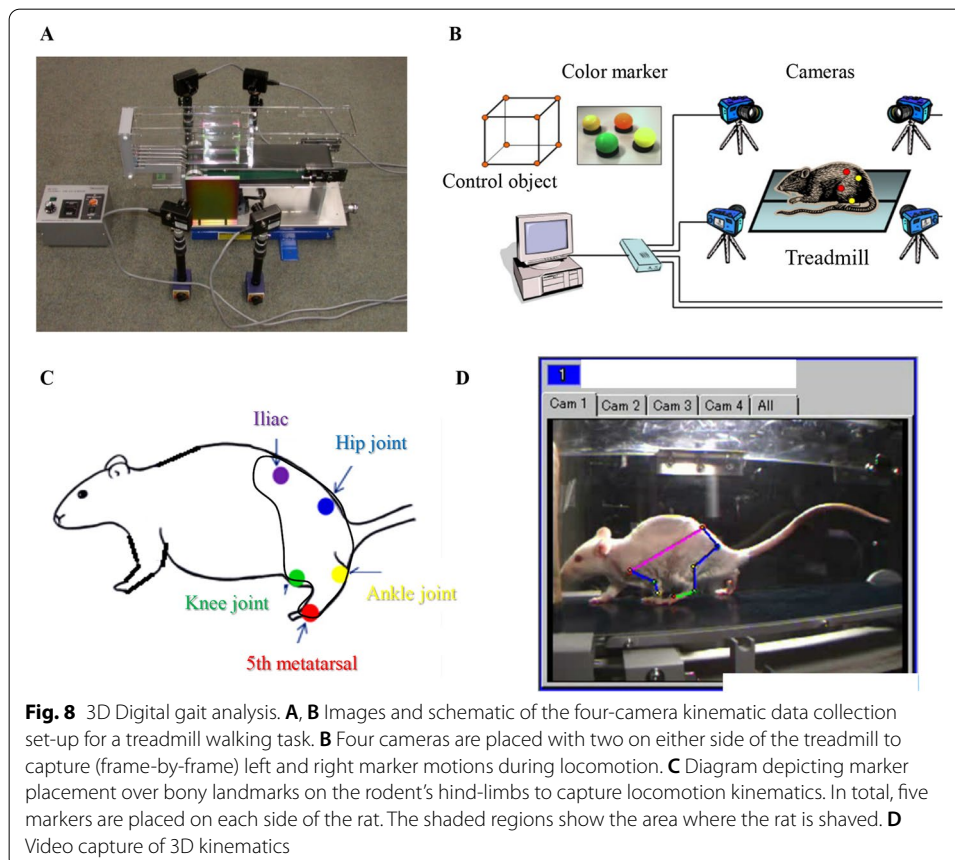 A
B
Color marker
Cameras
Control object
Treadmill
C
D
Iliac
Hip joint
Knee joint
Ankle joint
5th metatarsal
1
Cam 1 Cam 2 Cam 3 Cam 4 All
Fig. 8 3D Digital gait analysis. A, B Images and schematic of the four-camera kinematic data collection
set-up for a treadmill walking task. B Four cameras are placed with two on either side of the treadmill to
capture (frame-by-frame) left and right marker motions during locomotion. C Diagram depicting marker
placement over bony landmarks on the rodent's hind-limbs to capture locomotion kinematics. In total, five
markers are placed on each side of the rat. The shaded regions show the area where the rat is shaved. D
Video capture of 3D kinematics